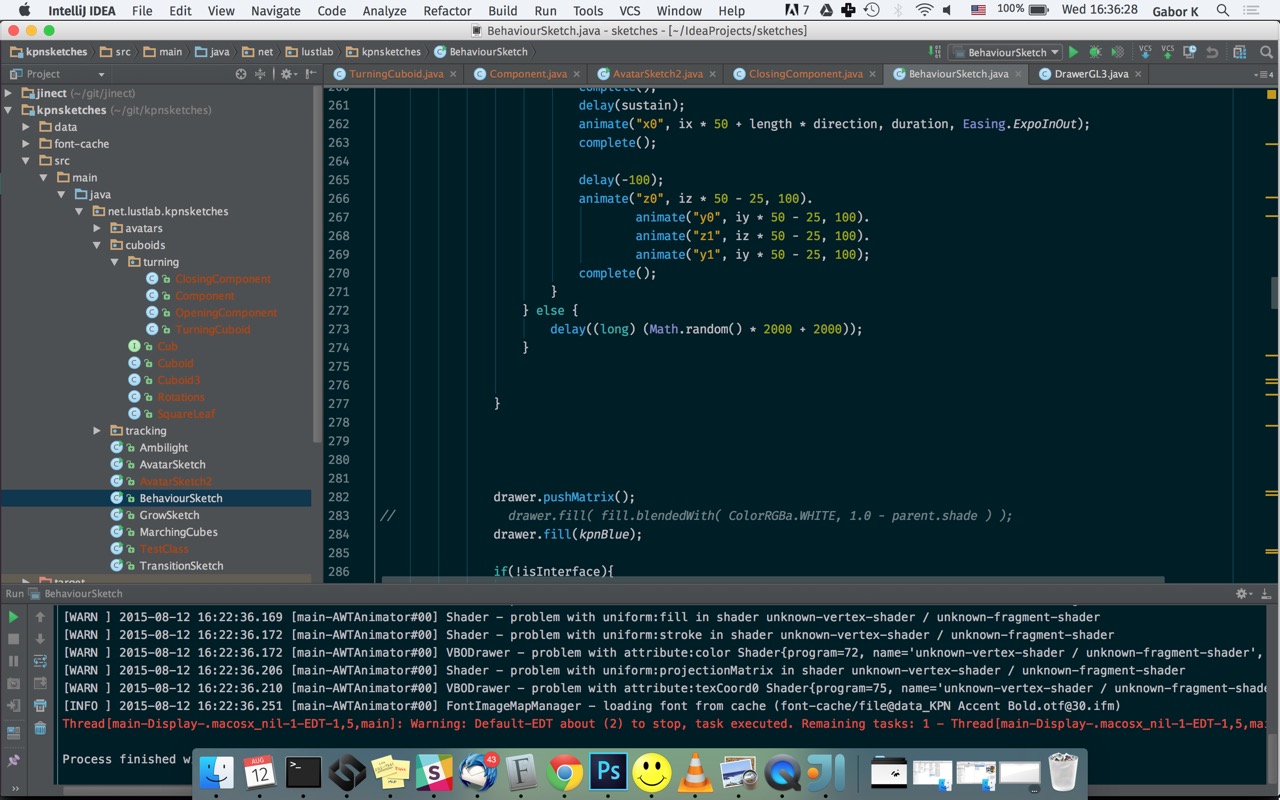 IntelliJ IDEA File Edit View Navigate Code Analyze Refactor Build Run Tools VCS Window Help 7 100% Wed 16:36:28 Gabor K
BehaviourSketch.java - sketches - [~/IdeaProjects/sketches]
kpnsketches src main java net lustlab kpnsketches BehaviourSketch BehaviourSketch VCS VCS
Project TurningCuboid.java Component.java AvatarSketch2.java ClosingComponent.java BehaviourSketch.java DrawerGL3.java 4
jinect (~/git/jinect)
kpnsketches (~/git/kpnsketches)
data
font-cache
src
main
java
net.lustlab.kpnsketches
avatars
cuboids
turning
ClosingComponent
Component
OpeningComponent
TurningCuboid
Cub
Cuboid
Cuboid3
Rotations
SquareLeaf
tracking
Ambilight
AvatarSketch
AvatarSketch2
BehaviourSketch
GrowSketch
MarchingCubes
TestClass
TransitionSketch
target
260 complete();
261 delay(sustain);
262 animate("x0", ix * 50 + length * direction, duration, Easing.ExpoInOut);
263 complete();
264
265 delay(-100);
266 animate("z0", iz * 50 - 25, 100).
267 animate("y0", iy * 50 - 25, 100).
268 animate("z1", iz * 50 - 25, 100).
269 animate("y1", iy * 50 - 25, 100);
270 complete();
271 }
272 } else {
273 delay((long) (Math.random() * 2000 + 2000));
274 }
275
276
277 }
278
279
280
281
282 drawer.pushMatrix();
283 // drawer.fill( fill.blendedWith( ColorRGBa.WHITE, 1.0 - parent.shade ) );
284 drawer.fill(kpnBlue);
285
286 if(!isInterface){
Run BehaviourSketch
[WARN ] 2015-08-12 16:22:36.169 [main-AWTAnimator#00] Shader - problem with uniform:fill in shader unknown-vertex-shader / unknown-fragment-shader
[WARN ] 2015-08-12 16:22:36.172 [main-AWTAnimator#00] Shader - problem with uniform:stroke in shader unknown-vertex-shader / unknown-fragment-shader
[WARN ] 2015-08-12 16:22:36.172 [main-AWTAnimator#00] VBODrawer - problem with attribute:color Shader{program=72, name='unknown-vertex-shader / unknown-fragment-shader',
[WARN ] 2015-08-12 16:22:36.206 [main-AWTAnimator#00] Shader - problem with uniform:projectionMatrix in shader unknown-vertex-shader / unknown-fragment-shader
[WARN ] 2015-08-12 16:22:36.210 [main-AWTAnimator#00] VBODrawer - problem with attribute:texCoord0 Shader{program=75, name='unknown-vertex-shader / unknown-fragment-shade
[INFO ] 2015-08-12 16:22:36.251 [main-AWTAnimator#00] FontImageMapManager - loading font from cache (font-cache/file@data_KPN Accent Bold.otf@30.ifm)
Thread[main-Display-.macosx_nil-1-EDT-1,5,main]: Warning: Default-EDT about (2) to stop, task executed. Remaining tasks: 1 - Thread[main-Display-.macosx_nil-1-EDT-1,5,mai
Process finished w
AUG 12 43 F Ps